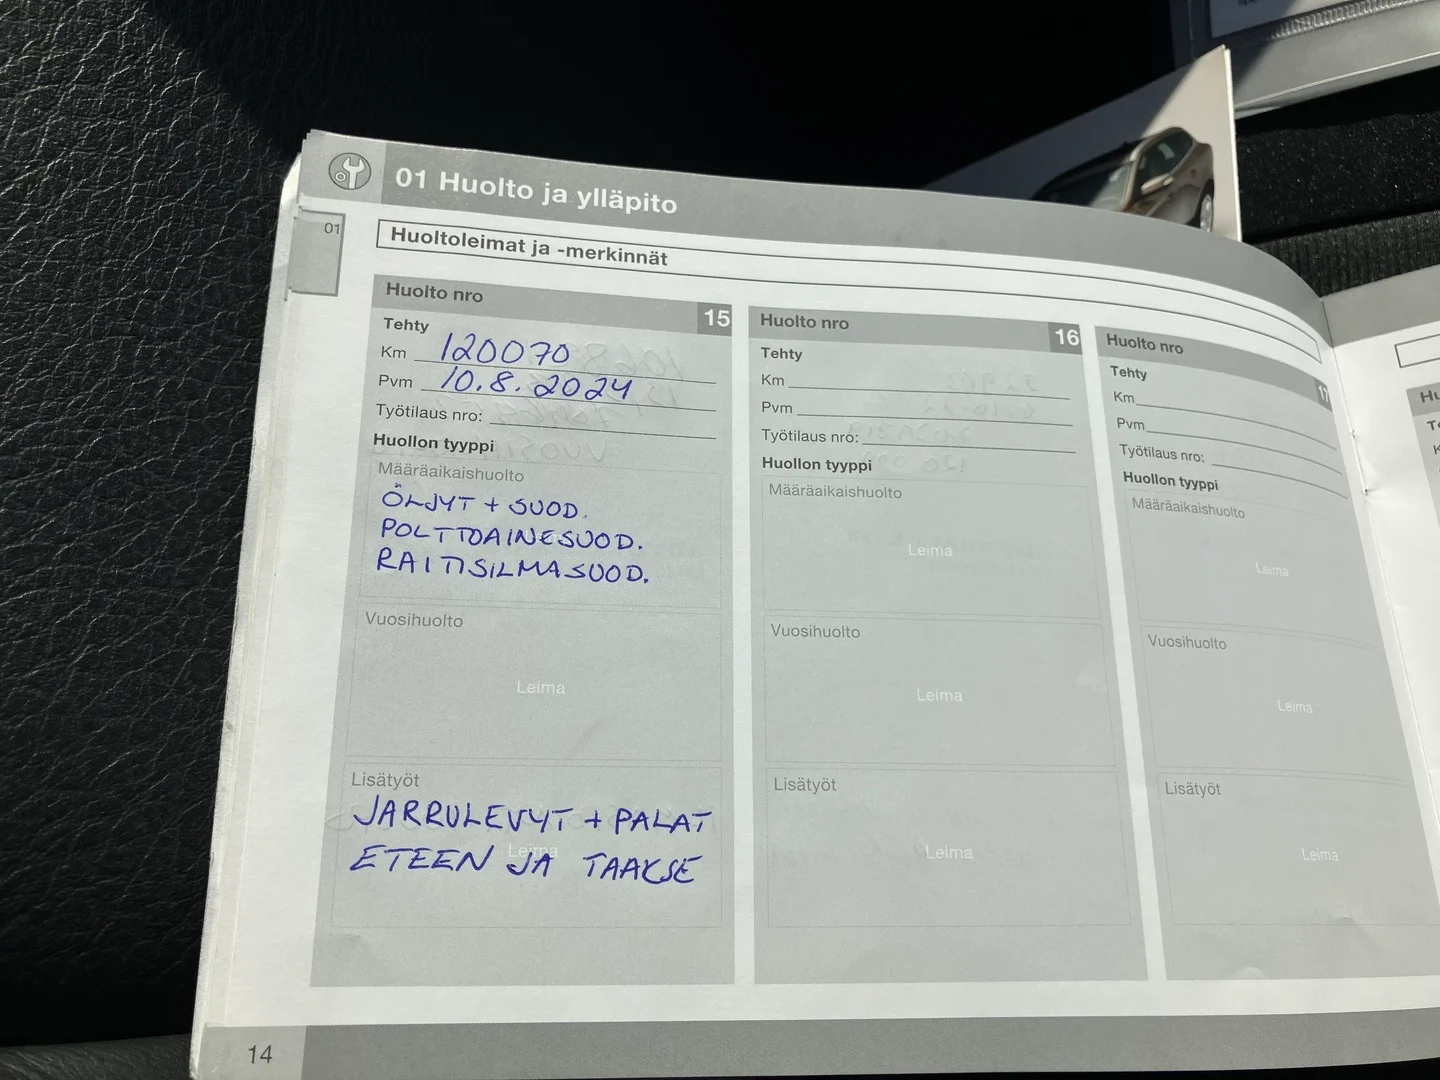 01 Huolto ja ylläpito
01
Huoltoleimat ja -merkinnät
Huolto nro 15
Tehty
Km 120070
Pvm 10.8.2024
Työtilaus nro:
Huollon tyyppi
Määräaikaishuolto
ÖLJYT + SUOD.
POLTTOAINESUOD.
RAITISILMASUOD.
Vuosihuolto
Leima
Lisätyöt
JARRULEVYT + PALAT
Leima
ETEEN JA TAAKSE
Huolto nro 16
Tehty
Km
Pvm
Työtilaus nro:
Huollon tyyppi
Määräaikaishuolto
Leima
Vuosihuolto
Leima
Lisätyöt
Leima
Huolto nro 17
Tehty
Km
Pvm
Työtilaus nro:
Huollon tyyppi
Määräaikaishuolto
Leima
Vuosihuolto
Leima
Lisätyöt
Leima
14